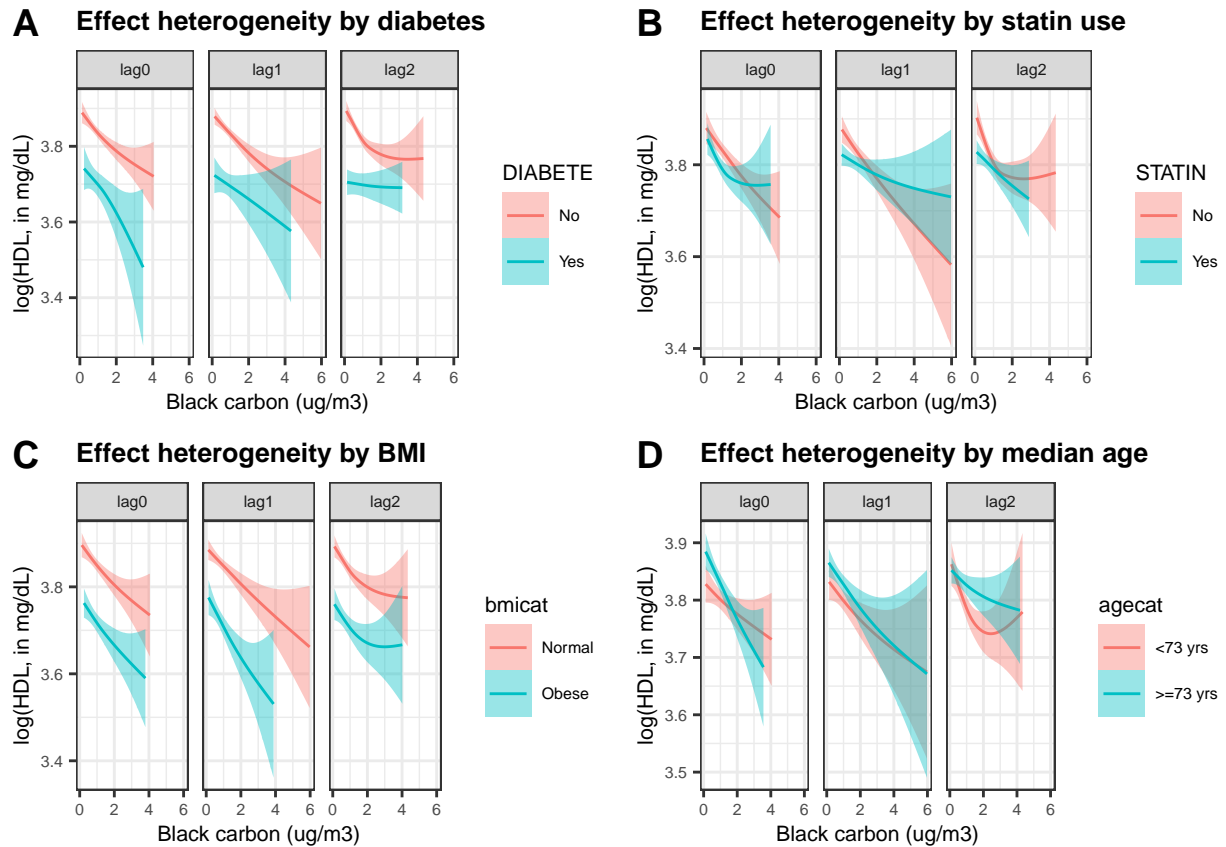 A Effect heterogeneity by diabetes
lag0 lag1 lag2
3.8
3.6
3.4
log(HDL, in mg/dL)
0 2 4 6 0 2 4 6 0 2 4 6
Black carbon (ug/m3)
DIABETE
No
Yes
B Effect heterogeneity by statin use
lag0 lag1 lag2
3.8
3.6
3.4
log(HDL, in mg/dL)
0 2 4 6 0 2 4 6 0 2 4 6
Black carbon (ug/m3)
STATIN
No
Yes
C Effect heterogeneity by BMI
lag0 lag1 lag2
3.8
3.6
3.4
log(HDL, in mg/dL)
0 2 4 6 0 2 4 6 0 2 4 6
Black carbon (ug/m3)
bmicat
Normal
Obese
D Effect heterogeneity by median age
lag0 lag1 lag2
3.9
3.8
3.7
3.6
3.5
log(HDL, in mg/dL)
0 2 4 6 0 2 4 6 0 2 4 6
Black carbon (ug/m3)
agecat
<73 yrs
>=73 yrs